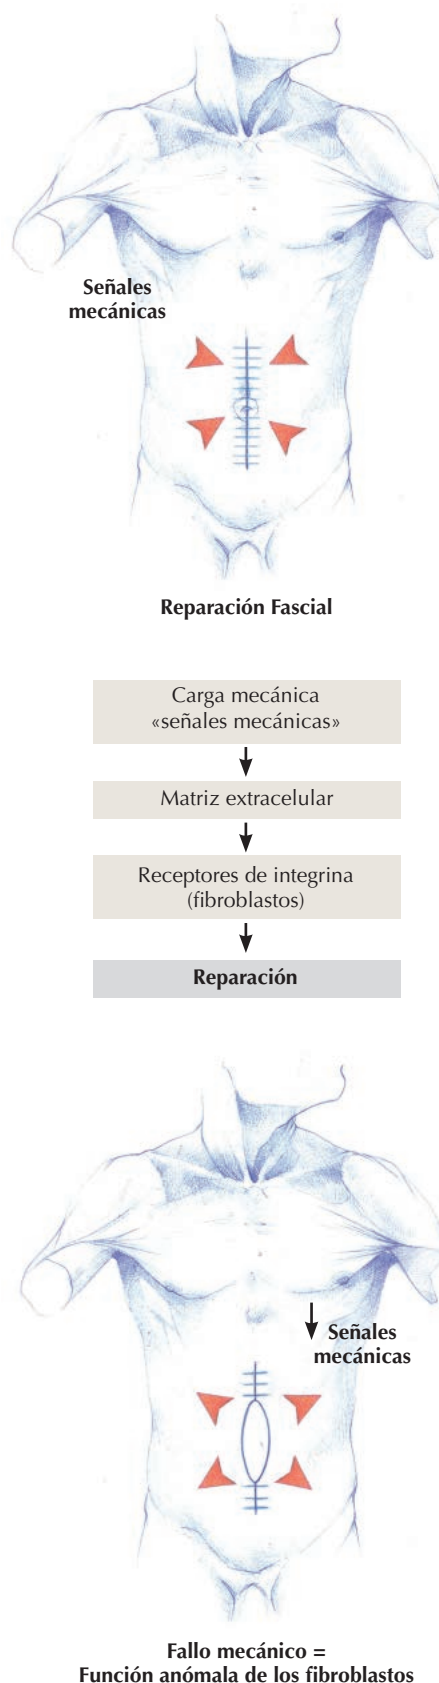 Señales
mecánicas
Reparación Fascial
Carga mecánica
«señales mecánicas»
Matriz extracelular
Receptores de integrina
(fibroblastos)
Reparación
Señales
mecánicas
Fallo mecánico =
Función anómala de los fibroblastos